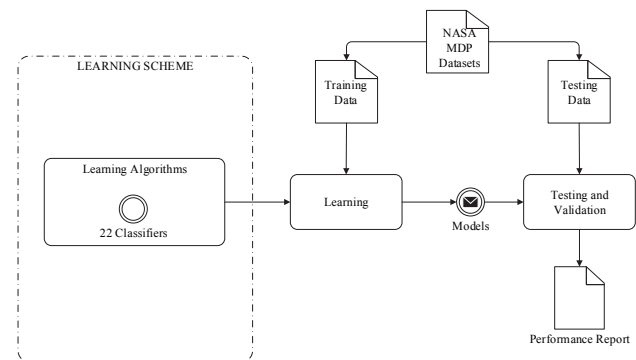 NASA
MDP
Datasets
LEARNING SCHEME
Training
Data
Testing
Data
Learning Algorithms
22 Classifiers
Learning
Models
Testing and
Validation
Performance Report